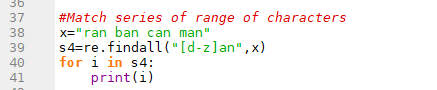 36
37 #Match series of range of characters
38 x="ran ban can man"
39 s4=re.findall("[d-z]an",x)
40 for i in s4:
41     print(i)